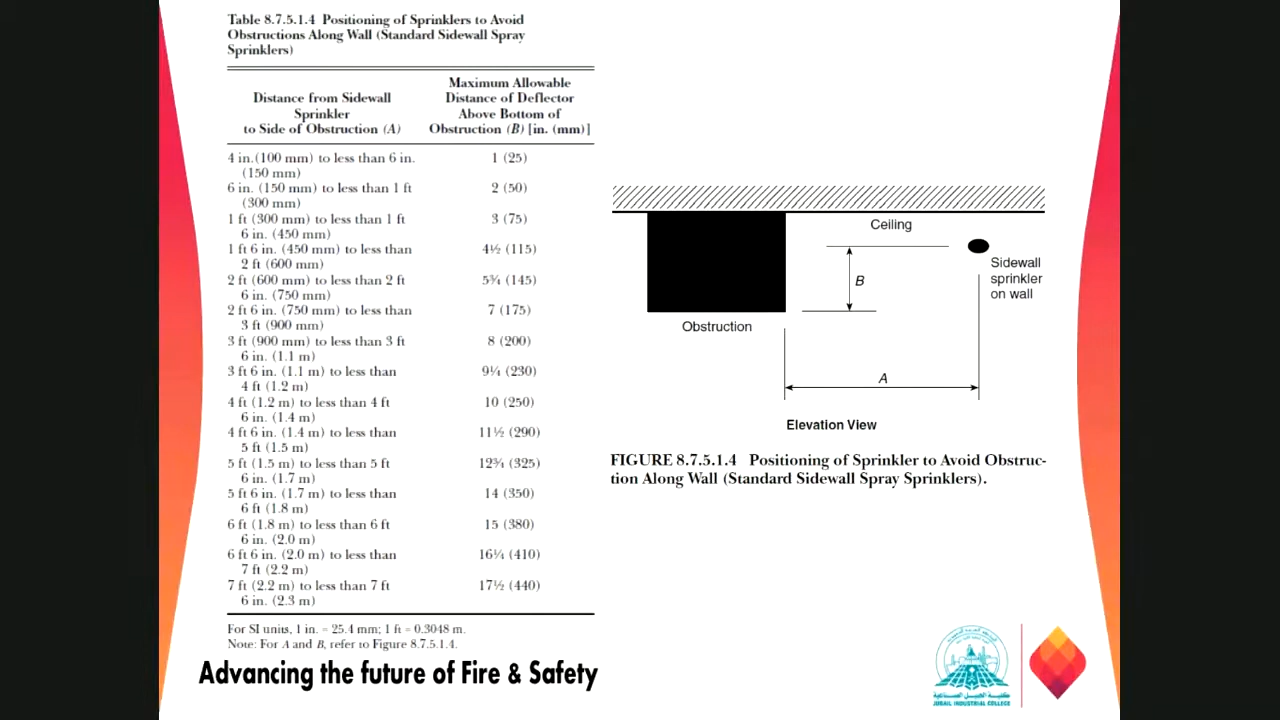 Table 8.7.5.1.4 Positioning of Sprinklers to Avoid
Obstructions Along Wall (Standard Sidewall Spray
Sprinklers)
Distance from Sidewall
Sprinkler
to Side of Obstruction (A)
Maximum Allowable
Distance of Deflector
Above Bottom of
Obstruction (B) [in. (mm)]
4 in.(100 mm) to less than 6 in.
(150 mm)
1 (25)
6 in. (150 mm) to less than 1 ft
(300 mm)
2 (50)
1 ft (300 mm) to less than 1 ft
6 in. (450 mm)
3 (75)
1 ft 6 in. (450 mm) to less than
2 ft (600 mm)
4½ (115)
2 ft (600 mm) to less than 2 ft
6 in. (750 mm)
5¾ (145)
2 ft 6 in. (750 mm) to less than
3 ft (900 mm)
7 (175)
3 ft (900 mm) to less than 3 ft
6 in. (1.1 m)
8 (200)
3 ft 6 in. (1.1 m) to less than
4 ft (1.2 m)
9¼ (230)
4 ft (1.2 m) to less than 4 ft
6 in. (1.4 m)
10 (250)
4 ft 6 in. (1.4 m) to less than
5 ft (1.5 m)
11½ (290)
5 ft (1.5 m) to less than 5 ft
6 in. (1.7 m)
12¾ (325)
5 ft 6 in. (1.7 m) to less than
6 ft (1.8 m)
14 (350)
6 ft (1.8 m) to less than 6 ft
6 in. (2.0 m)
15 (380)
6 ft 6 in. (2.0 m) to less than
7 ft (2.2 m)
16¼ (410)
7 ft (2.2 m) to less than 7 ft
6 in. (2.3 m)
17½ (440)
For SI units, 1 in. = 25.4 mm; 1 ft = 0.3048 m.
Note: For A and B, refer to Figure 8.7.5.1.4.
Ceiling
B
Sidewall
sprinkler
on wall
Obstruction
A
Elevation View
FIGURE 8.7.5.1.4 Positioning of Sprinkler to Avoid Obstruc-
tion Along Wall (Standard Sidewall Spray Sprinklers).
Advancing the future of Fire & Safety
كلية الجبيل الصناعية
JUBAIL INDUSTRIAL COLLEGE